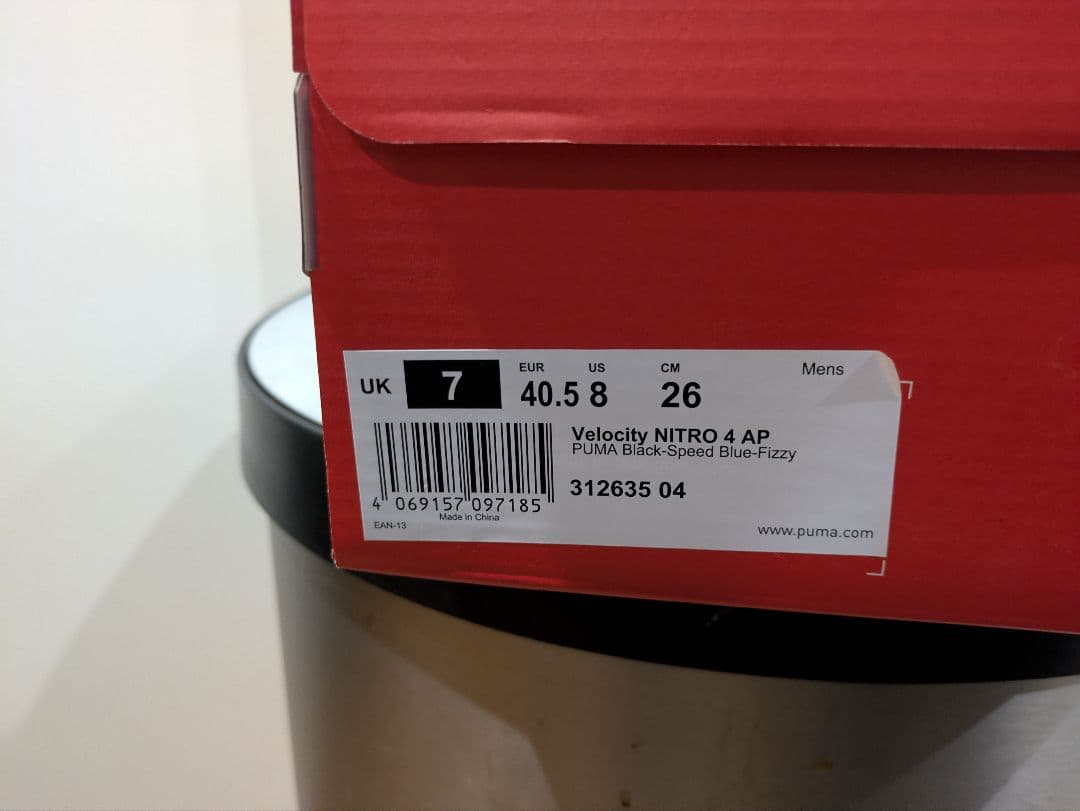 UK 7 EUR 40.5 US 8 CM 26 Mens
Velocity NITRO 4 AP
PUMA Black-Speed Blue-Fizzy
312635 04
4 069157 097185
Made in China
EAN-13
www.puma.com